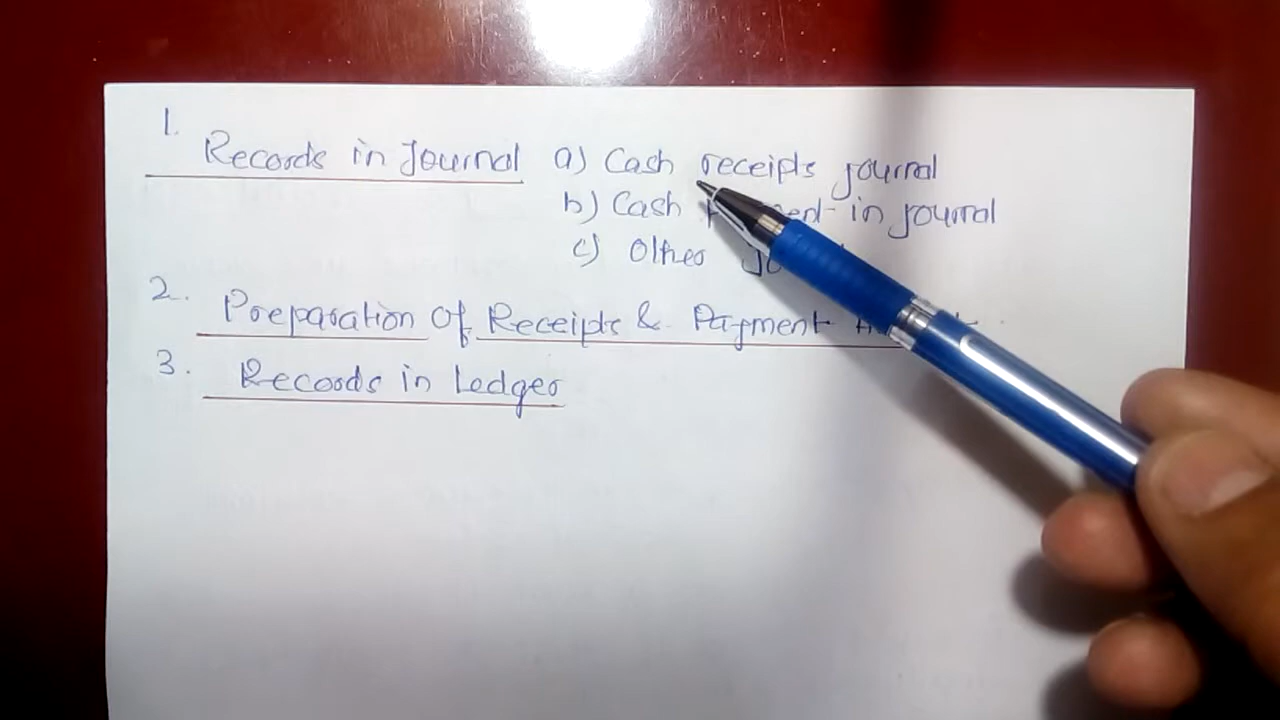 1.
Records in Journal a) Cash receipts journal
b) Cash in journal
c) Other
2. Preparation Of Receipts & Payment
3. Records in Ledger